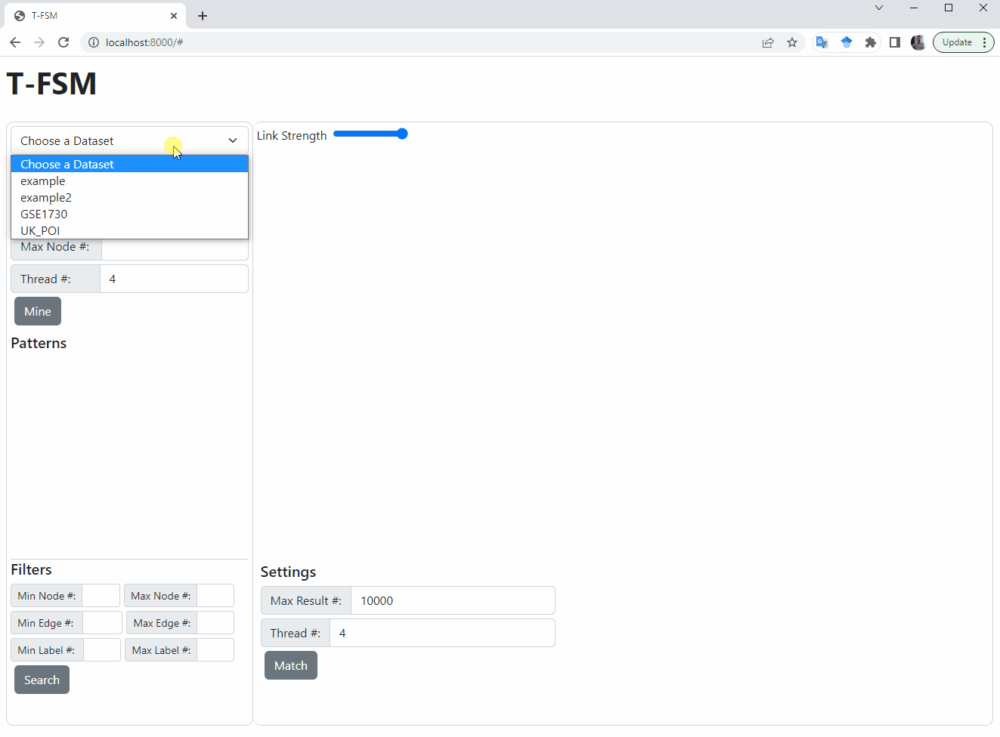 T-FSM
localhost:8000/#
Update
T-FSM
Choose a Dataset
Choose a Dataset
example
example2
GSE1730
UK_POI
Max Node #:
Thread #: 4
Mine
Patterns
Filters
Min Node #: Max Node #:
Min Edge #: Max Edge #:
Min Label #: Max Label #:
Search
Link Strength
Settings
Max Result #: 10000
Thread #: 4
Match